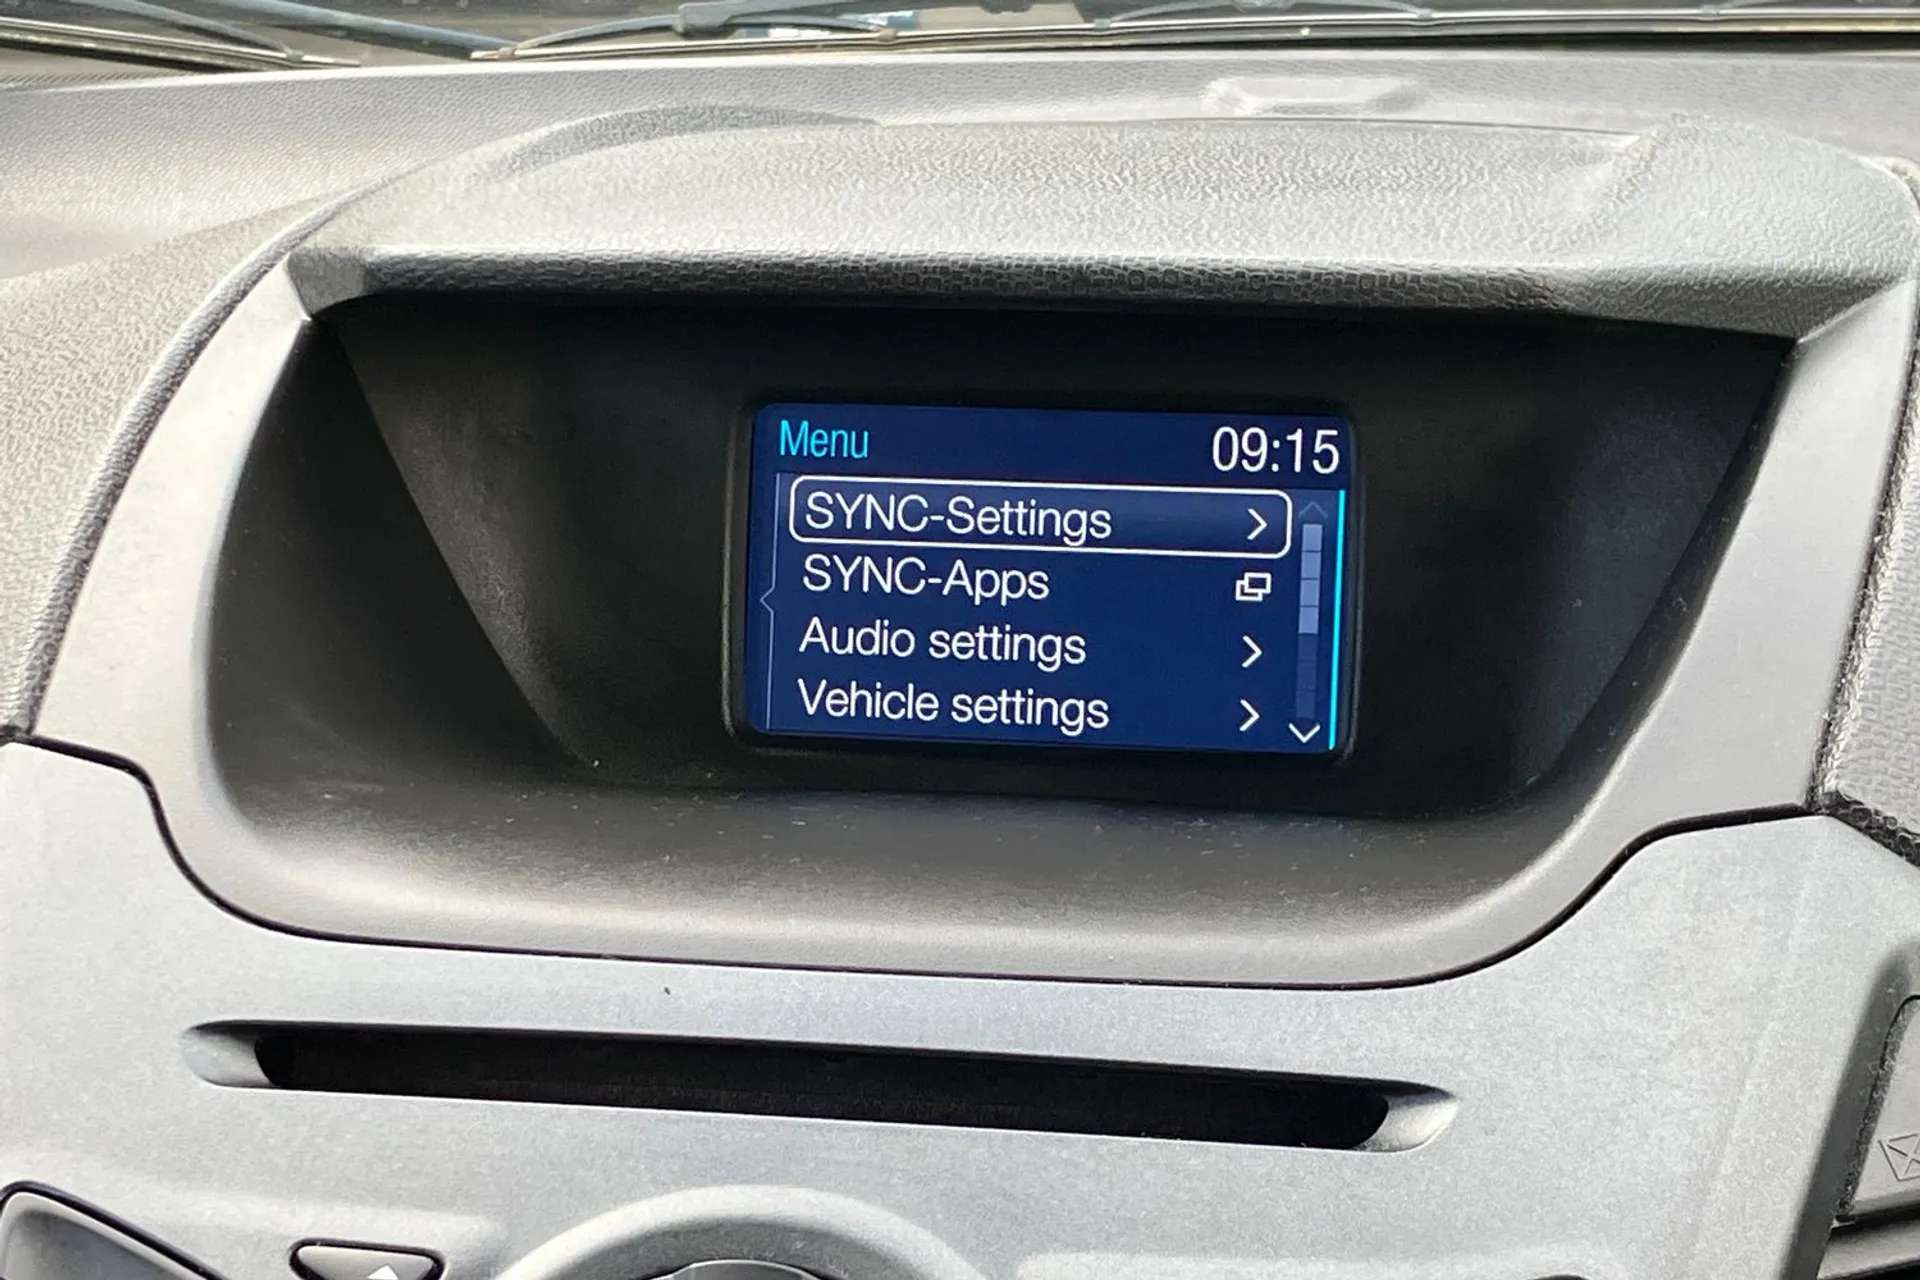 Menu 09:15
SYNC-Settings
SYNC-Apps
Audio settings
Vehicle settings